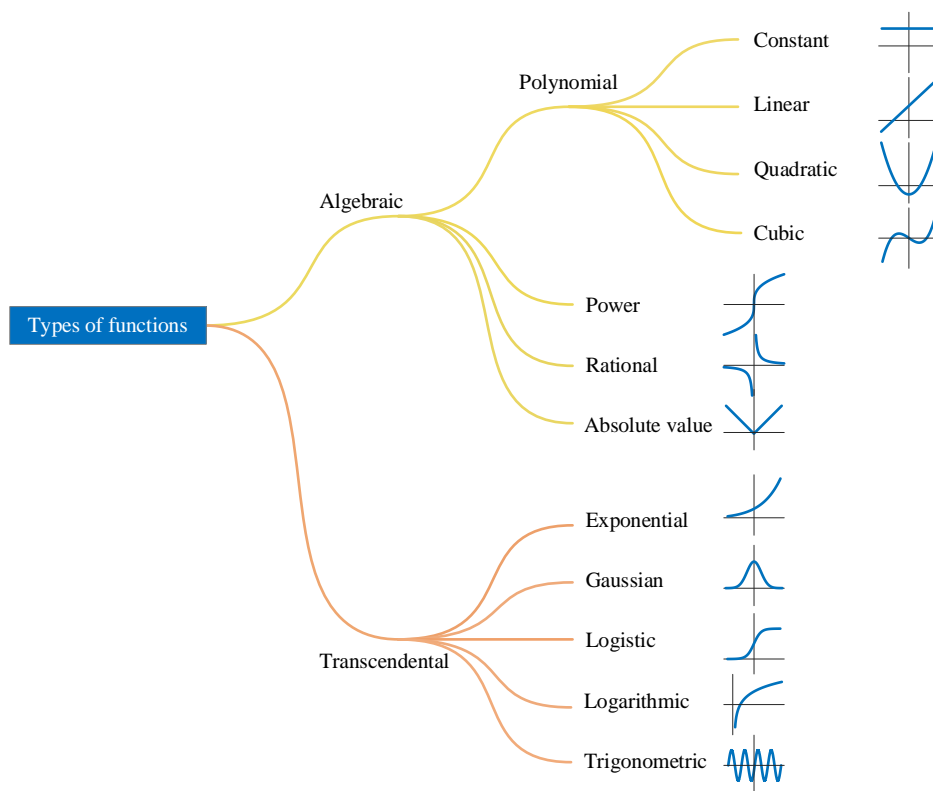 Constant
Polynomial
Linear
Quadratic
Algebraic
Cubic
Power
Types of functions
Rational
Absolute value
Exponential
Gaussian
Logistic
Transcendental
Logarithmic
Trigonometric